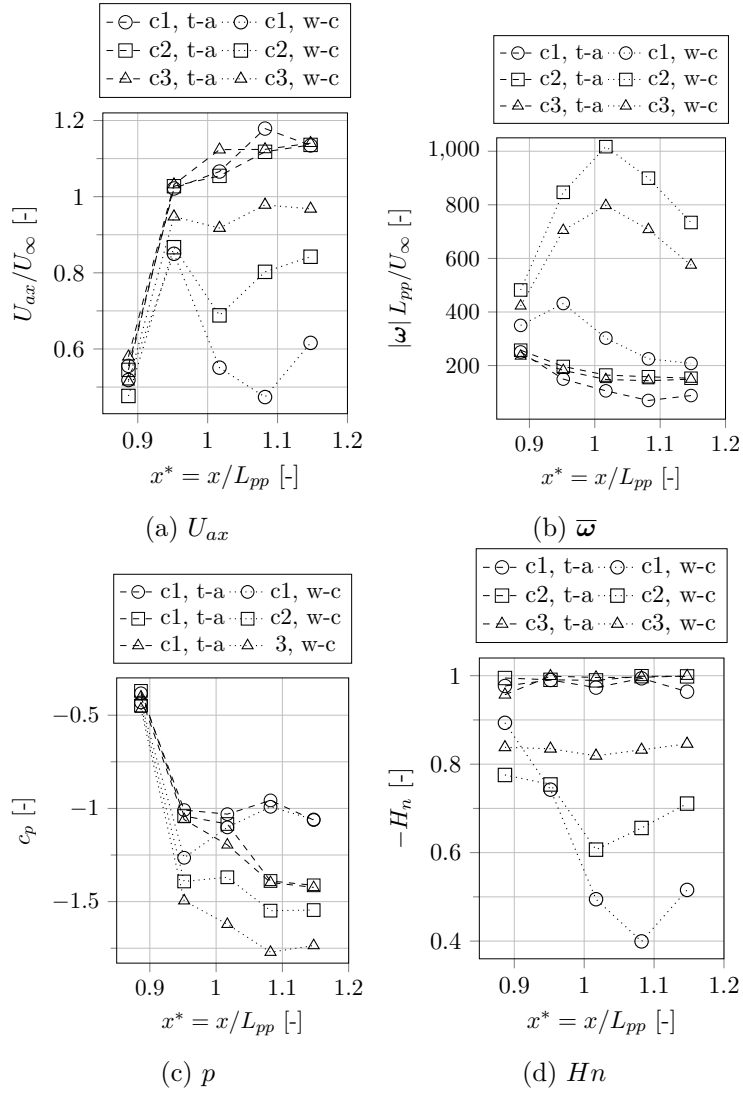 c1, t-a c1, w-c
c2, t-a c2, w-c
c3, t-a c3, w-c
1.2
1
0.8
0.6
U_ax/U_∞ [-]
0.9 1 1.1 1.2
x* = x/L_pp [-]
(a) U_ax
c1, t-a c1, w-c
c2, t-a c2, w-c
c3, t-a c3, w-c
1,000
800
600
400
200
|ω| L_pp/U_∞ [-]
0.9 1 1.1 1.2
x* = x/L_pp [-]
(b) ω̅
c1, t-a c1, w-c
c1, t-a c2, w-c
c1, t-a 3, w-c
−0.5
−1
−1.5
c_p [-]
0.9 1 1.1 1.2
x* = x/L_pp [-]
(c) p
c1, t-a c1, w-c
c2, t-a c2, w-c
c3, t-a c3, w-c
1
0.8
0.6
0.4
−H_n [-]
0.9 1 1.1 1.2
x* = x/L_pp [-]
(d) Hn